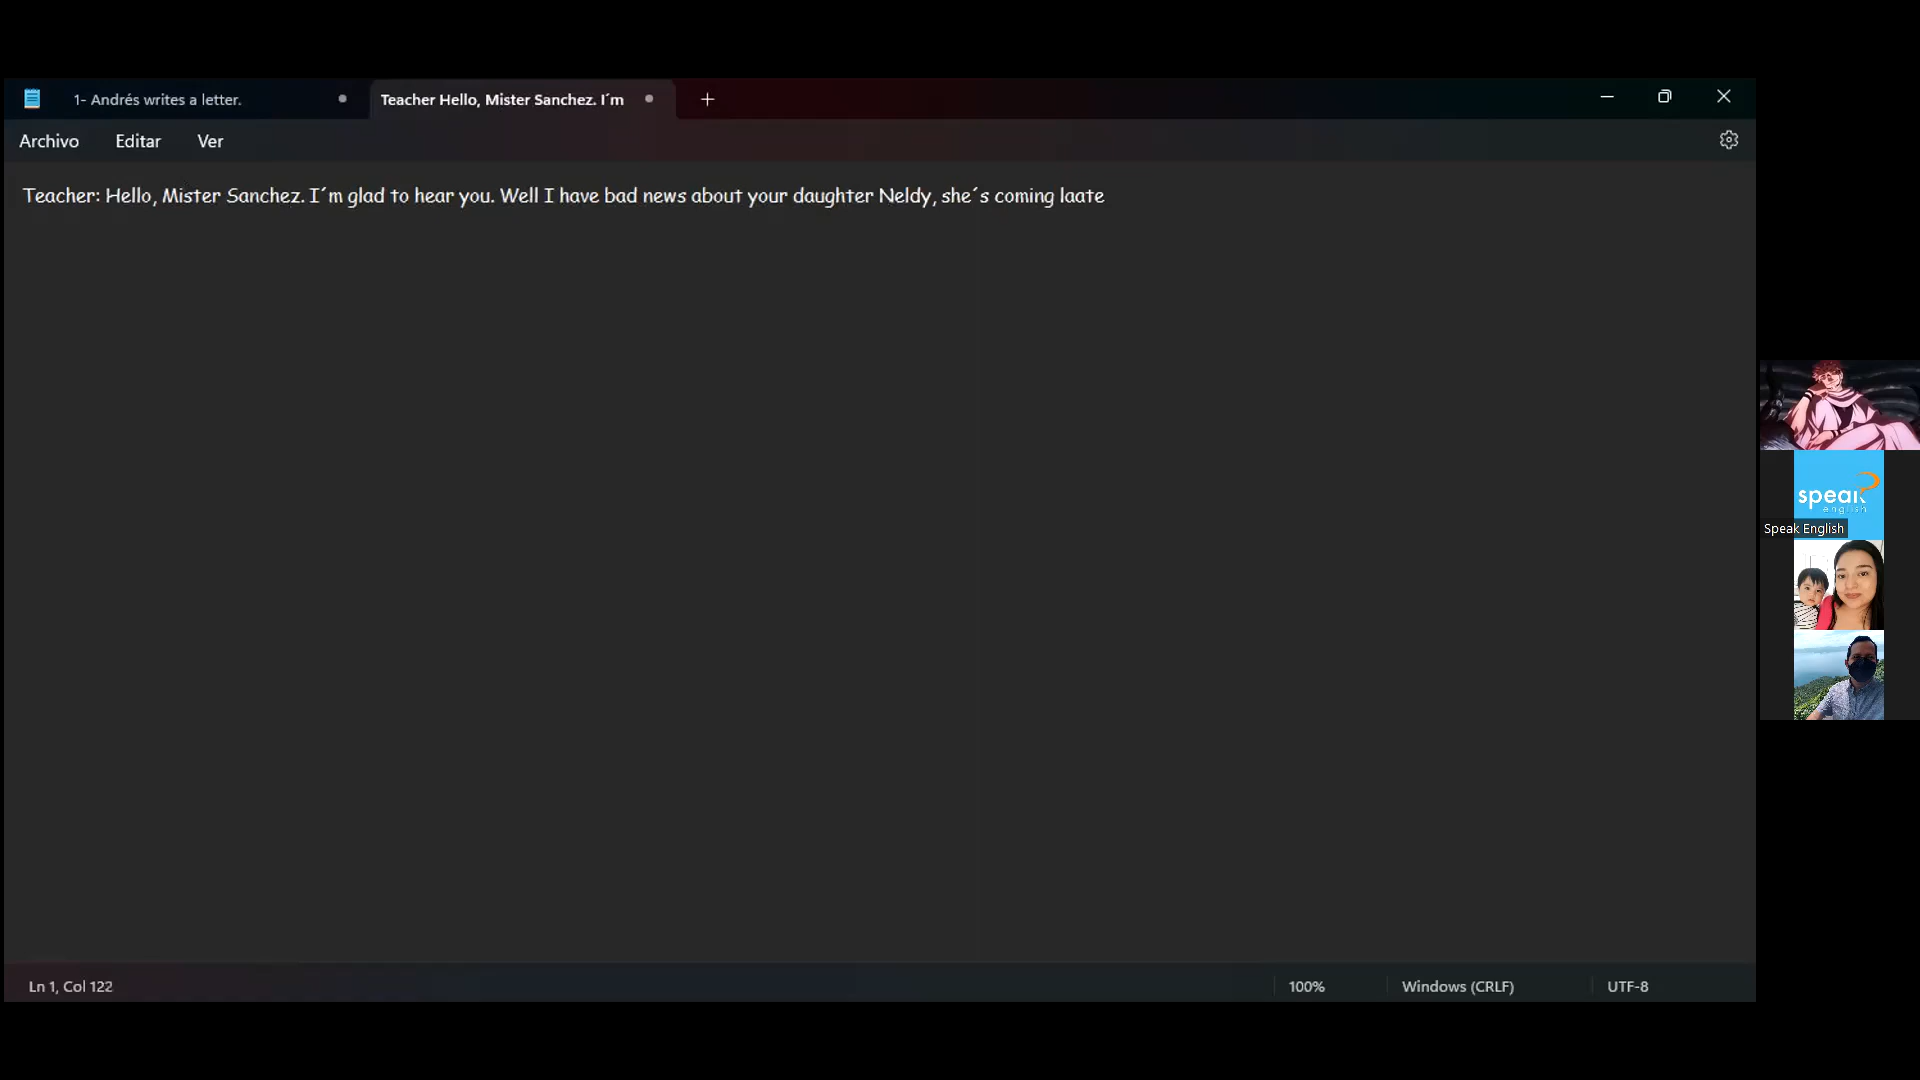 1- Andrés writes a letter.
Teacher Hello, Mister Sanchez. I´m
Archivo Editar Ver
Teacher: Hello, Mister Sanchez. I´m glad to hear you. Well I have bad news about your daughter Neldy, she´s coming laate
speak
english
Speak English
Ln 1, Col 122
100%
Windows (CRLF)
UTF-8